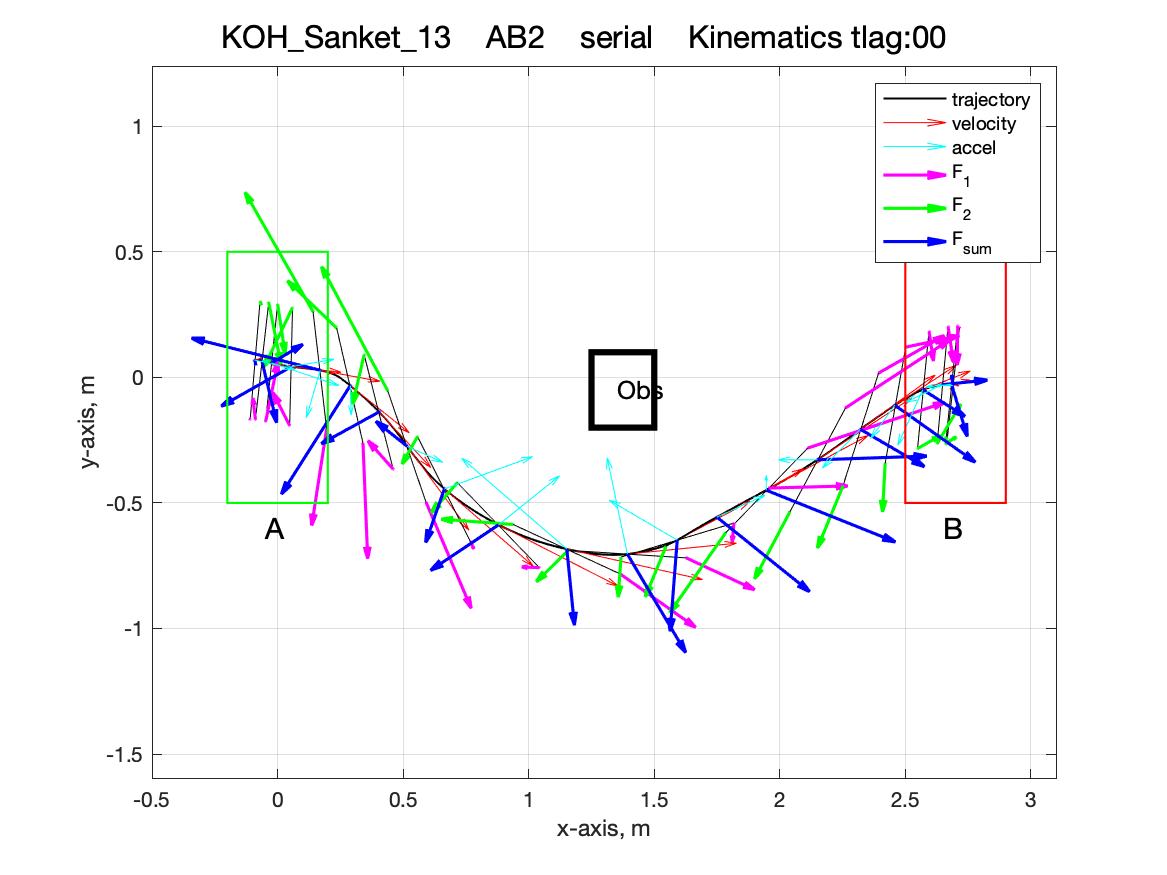 KOH_Sanket_13 AB2 serial Kinematics tlag:00
trajectory
velocity
accel
F1
F2
Fsum
1
0.5
0
-0.5
-1
-1.5
y-axis, m
Obs
A
B
-0.5 0 0.5 1 1.5 2 2.5 3
x-axis, m